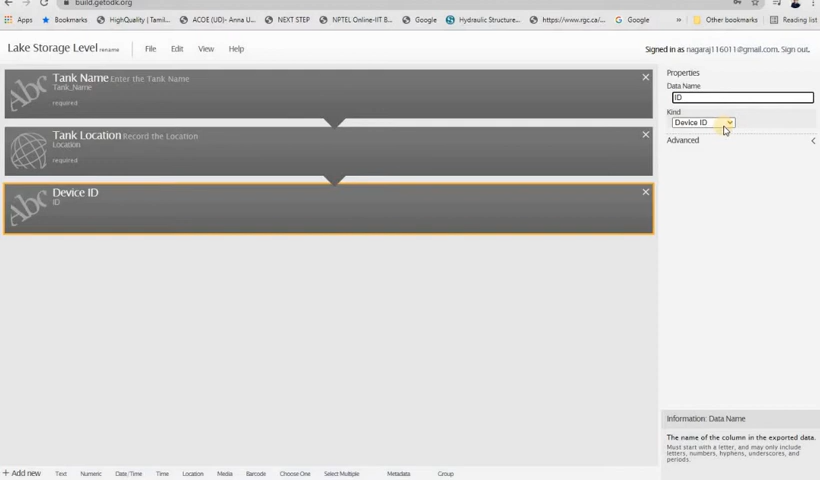 build.getodk.org
Apps Bookmarks HighQuality | Tamil... ACOE (UD)- Anna U... NEXT STEP NPTEL Online-IIT B... Google Hydraulic Structure... https://www.rgc.ca/... Google » Other bookmarks Reading list
Lake Storage Level rename File Edit View Help Signed in as nagaraj116011@gmail.com. Sign out.
Tank Name Enter the Tank Name
Tank_Name
required
Tank Location Record the Location
Location
required
Device ID
ID
Abc
Abc
Properties
Data Name
ID
Kind
Device ID
Advanced
Information: Data Name
The name of the column in the exported data.
Must start with a letter, and may only include
letters, numbers, hyphens, underscores, and
periods.
+ Add new Text Numeric Date/Time Time Location Media Barcode Choose One Select Multiple Metadata Group